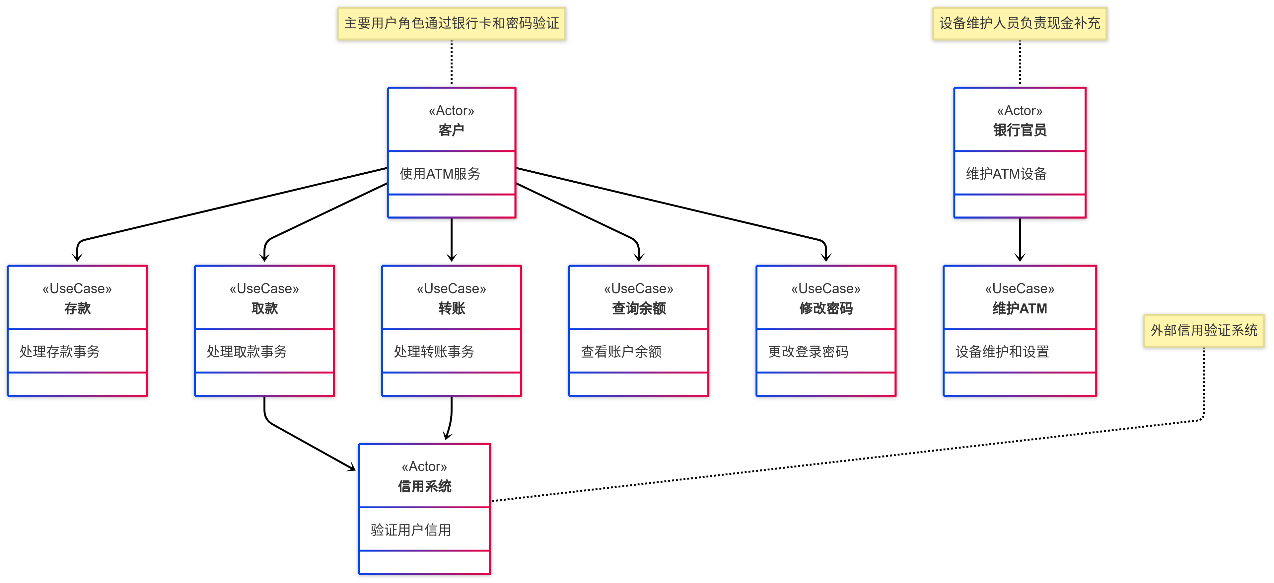 主要用户角色通过银行卡和密码验证
设备维护人员负责现金补充
«Actor»
客户
使用ATM服务
«Actor»
银行官员
维护ATM设备
«UseCase»
存款
处理存款事务
«UseCase»
取款
处理取款事务
«UseCase»
转账
处理转账事务
«UseCase»
查询余额
查看账户余额
«UseCase»
修改密码
更改登录密码
«UseCase»
维护ATM
设备维护和设置
外部信用验证系统
«Actor»
信用系统
验证用户信用